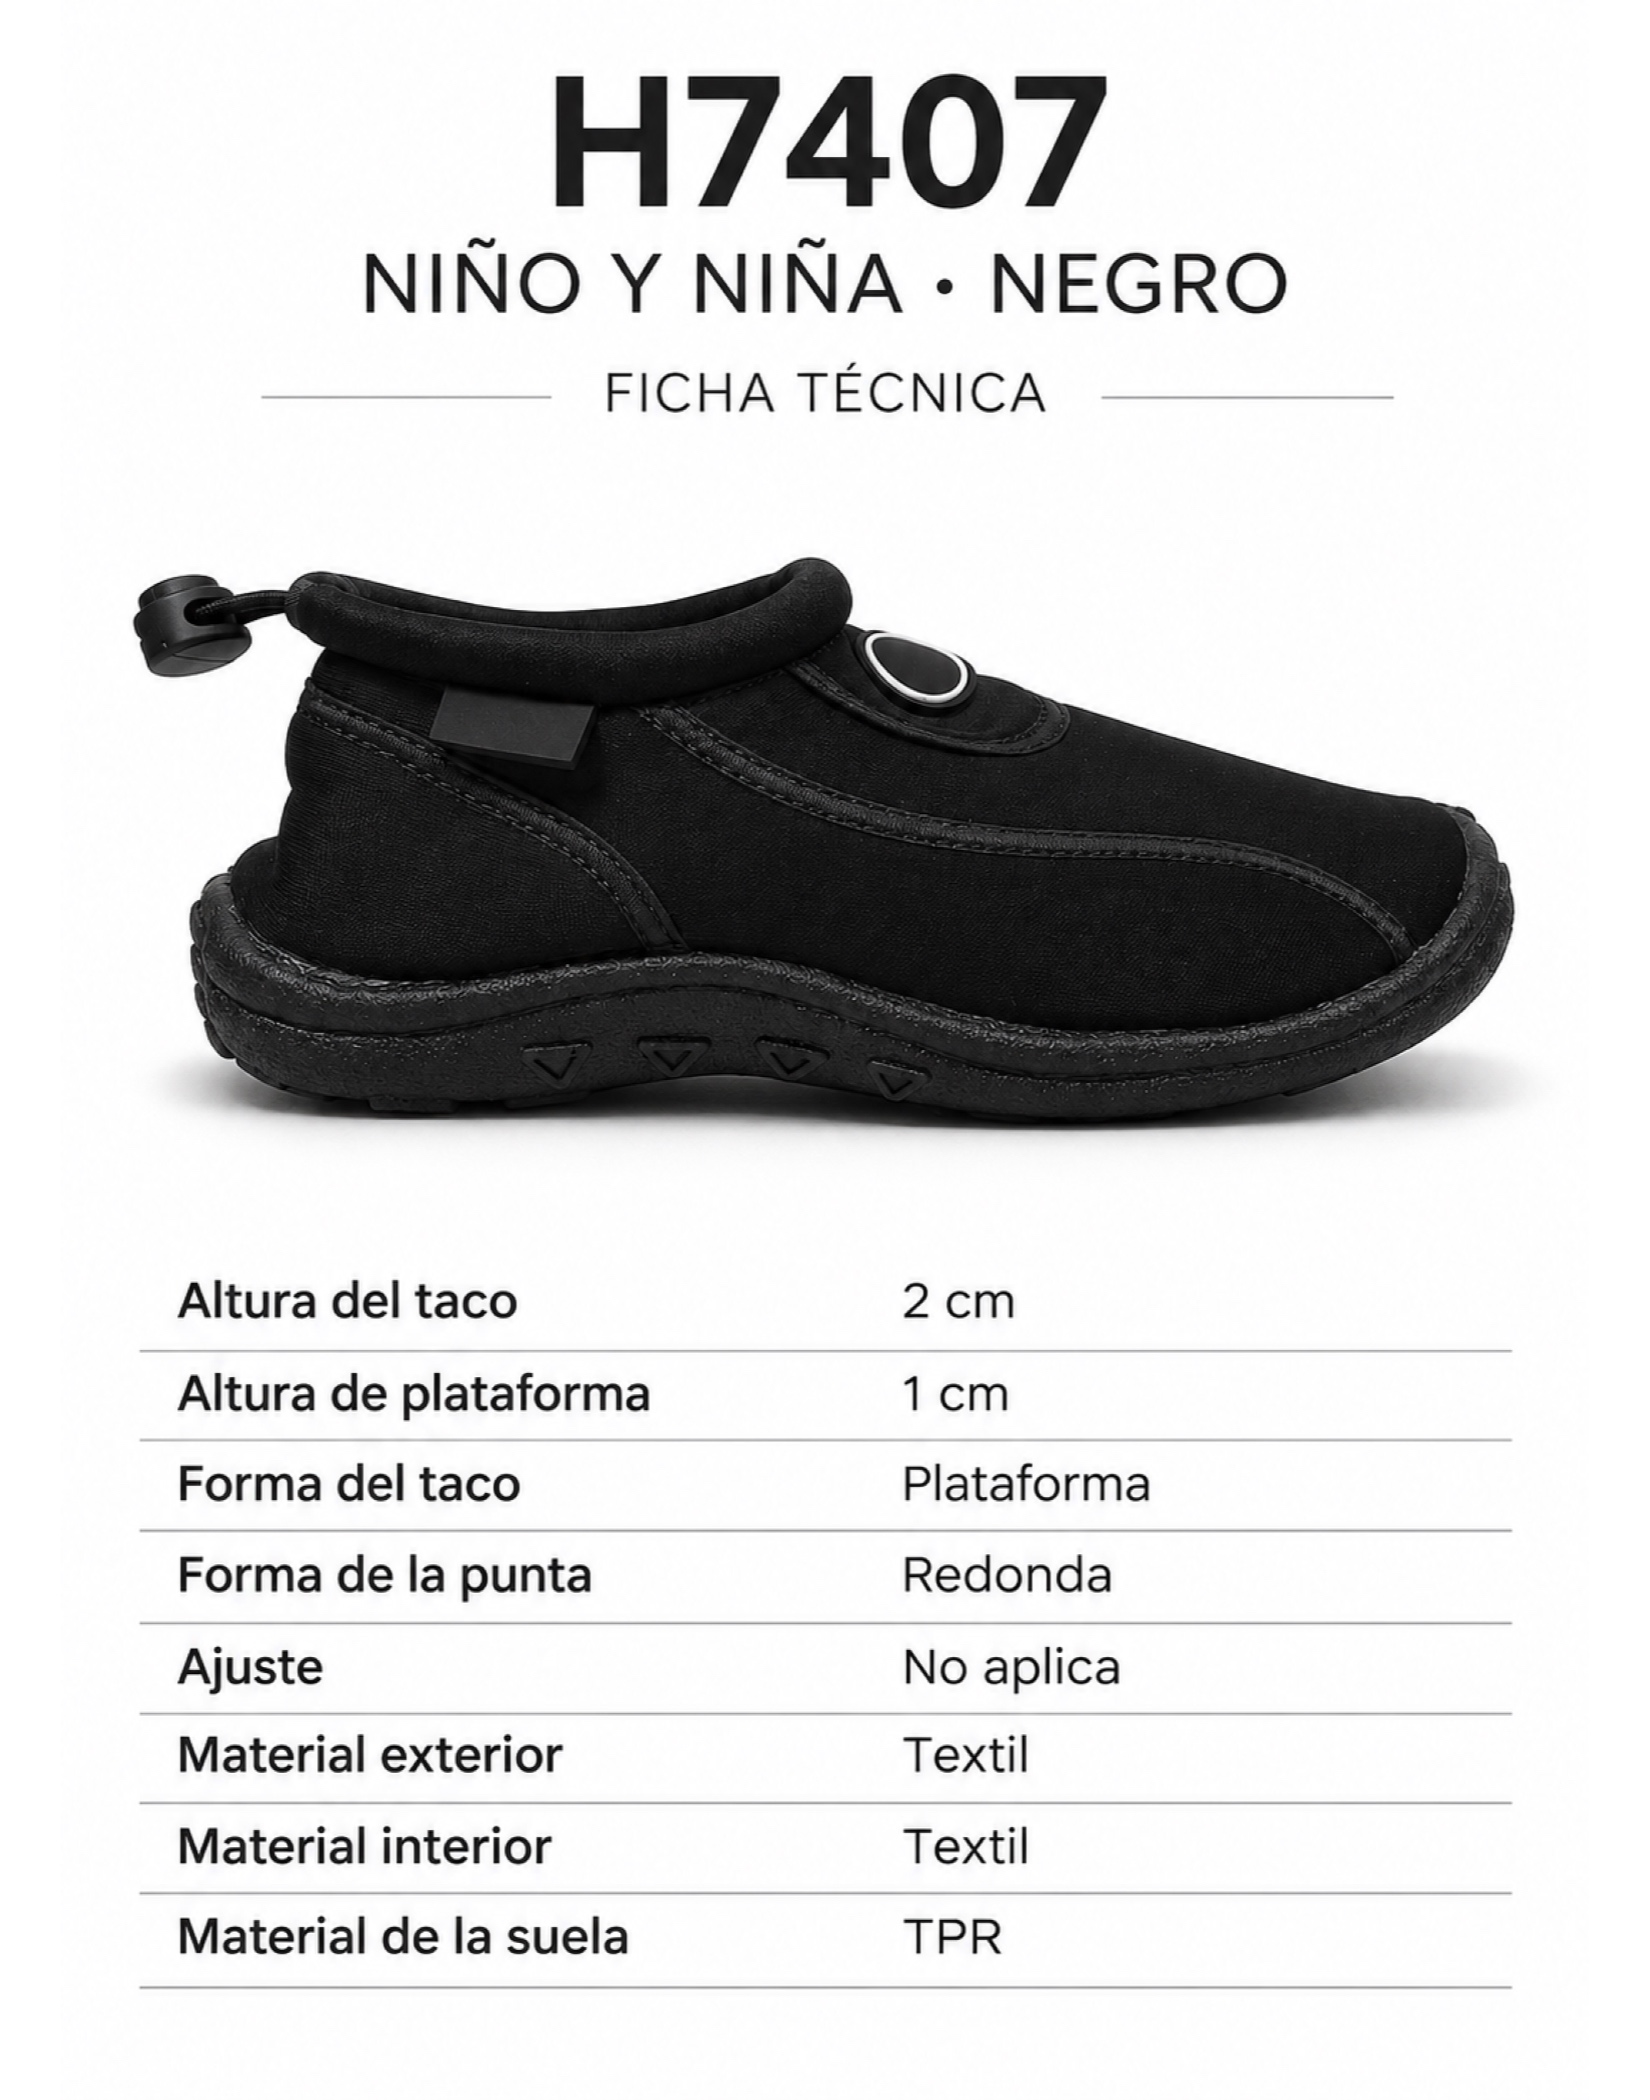 H7407
NIÑO Y NIÑA • NEGRO
FICHA TÉCNICA
Altura del taco 2 cm
Altura de plataforma 1 cm
Forma del taco Plataforma
Forma de la punta Redonda
Ajuste No aplica
Material exterior Textil
Material interior Textil
Material de la suela TPR